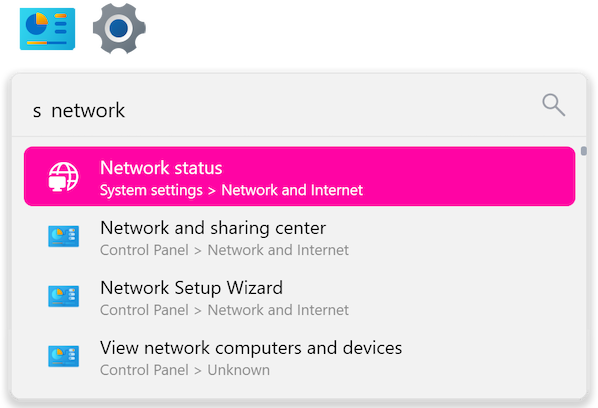 s network
Network status
System settings > Network and Internet
Network and sharing center
Control Panel > Network and Internet
Network Setup Wizard
Control Panel > Network and Internet
View network computers and devices
Control Panel > Unknown